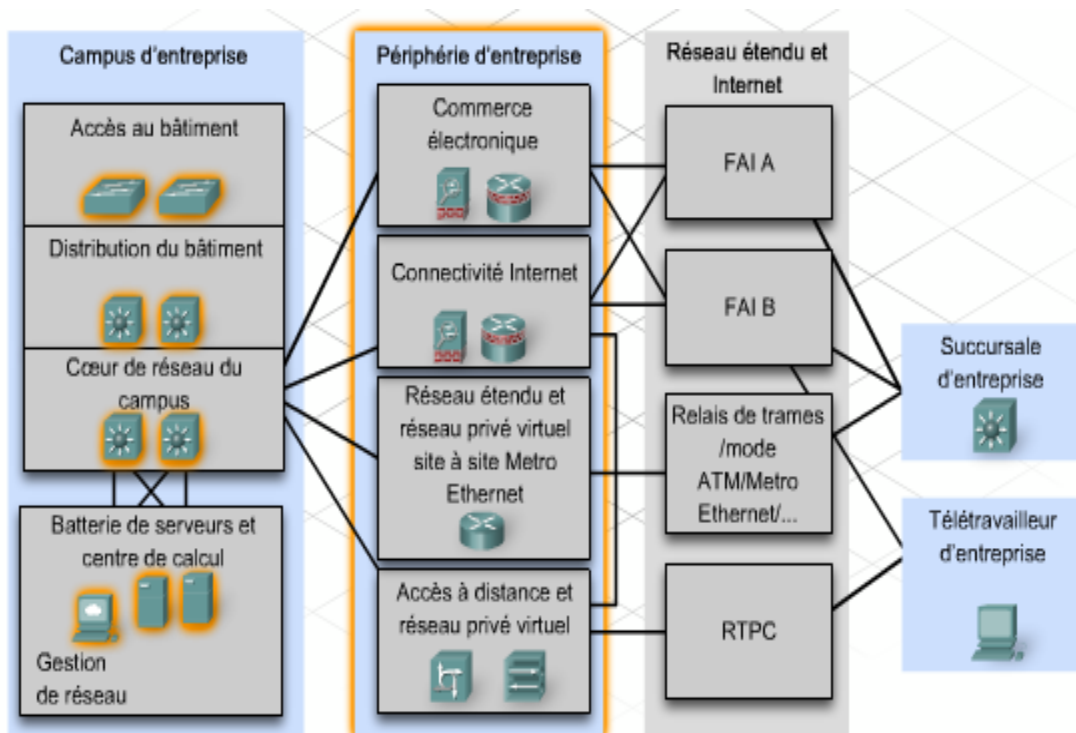 Campus d'entreprise
Accès au bâtiment
Distribution du bâtiment
Cœur de réseau du
campus
Batterie de serveurs et
centre de calcul
Gestion
de réseau
Périphérie d'entreprise
Commerce
électronique
Connectivité Internet
Réseau étendu et
réseau privé virtuel
site à site Metro
Ethernet
Accès à distance et
réseau privé virtuel
Réseau étendu et
Internet
FAI A
FAI B
Relais de trames
/mode
ATM/Metro
Ethernet/...
RTPC
Succursale
d'entreprise
Télétravailleur
d'entreprise